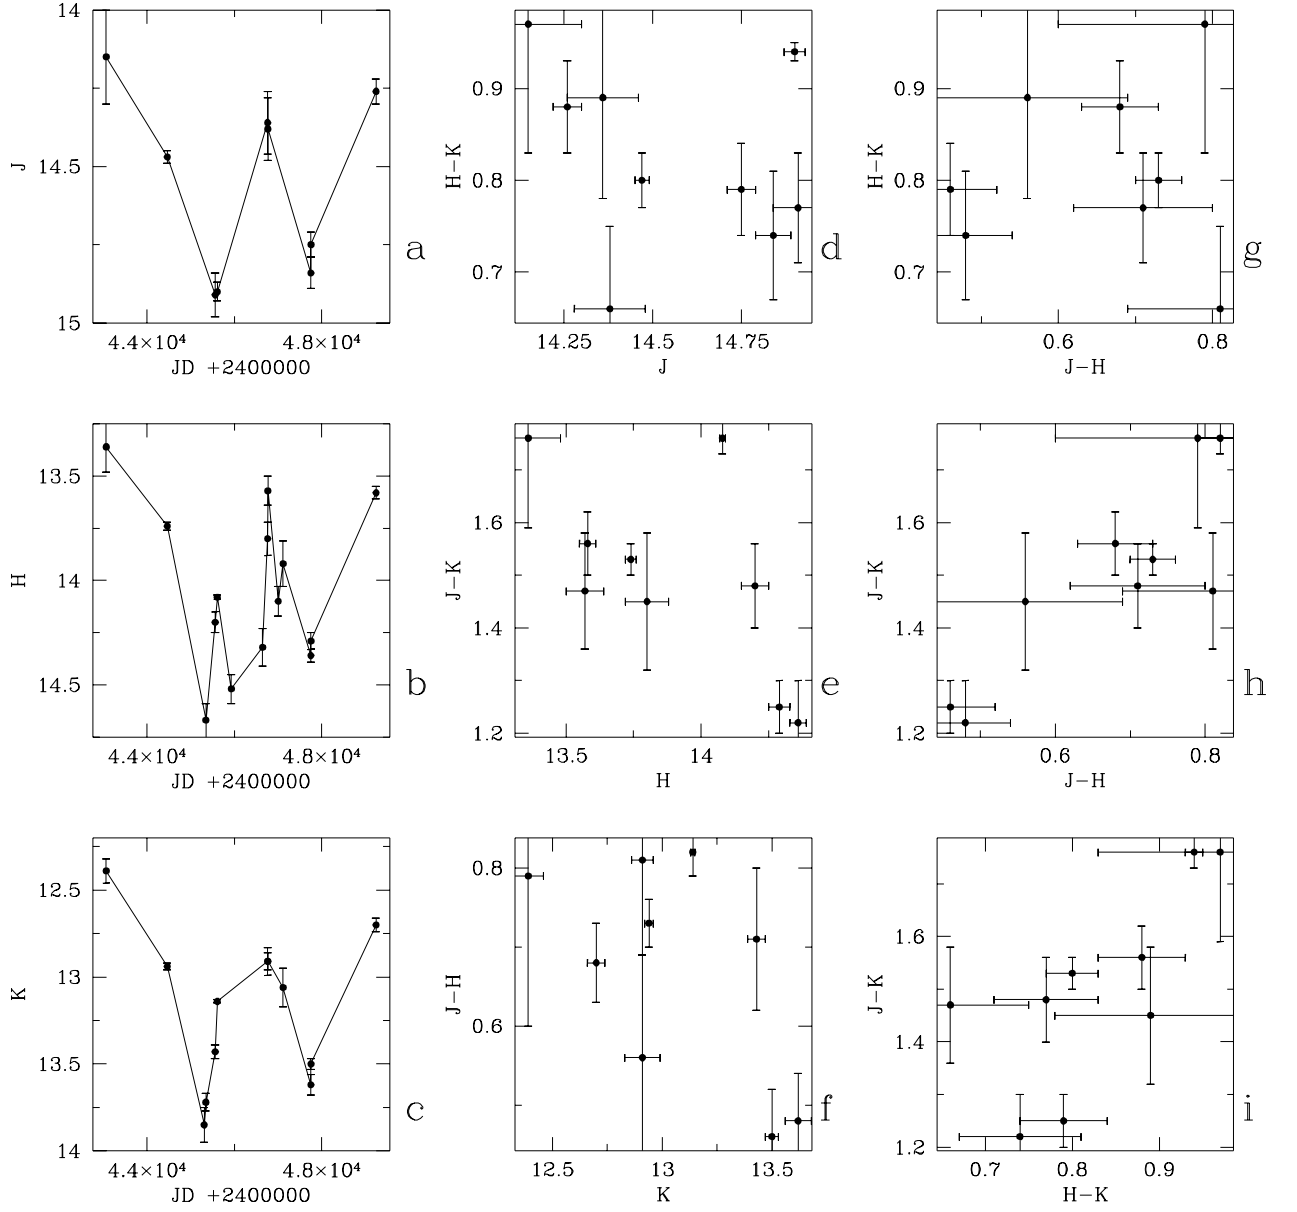 14
14.5
15
J
4.4×10⁴
4.8×10⁴
JD +2400000
a
0.9
0.8
0.7
H−K
14.25
14.5
14.75
J
d
0.9
0.8
0.7
H−K
0.6
0.8
J−H
g
13.5
14
14.5
H
4.4×10⁴
4.8×10⁴
JD +2400000
b
1.6
1.4
1.2
J−K
13.5
14
H
e
1.6
1.4
1.2
J−K
0.6
0.8
J−H
h
12.5
13
13.5
14
K
4.4×10⁴
4.8×10⁴
JD +2400000
c
0.8
0.6
J−H
12.5
13
13.5
K
f
1.6
1.4
1.2
J−K
0.7
0.8
0.9
H−K
i